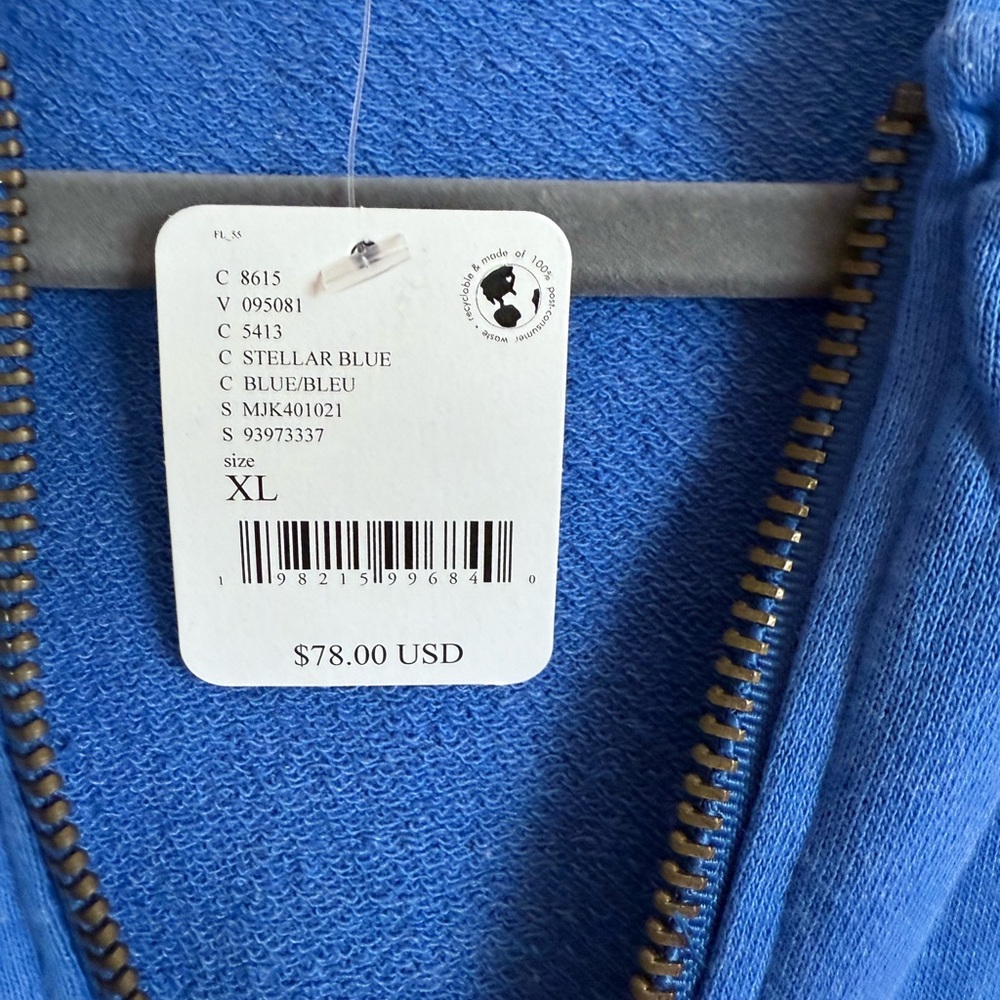 FL_55
recyclable & made of 100% post-consumer waste •
C 8615
V 095081
C 5413
C STELLAR BLUE
C BLUE/BLEU
S MJK401021
S 93973337
size
XL
1 98215 99684 0
$78.00 USD